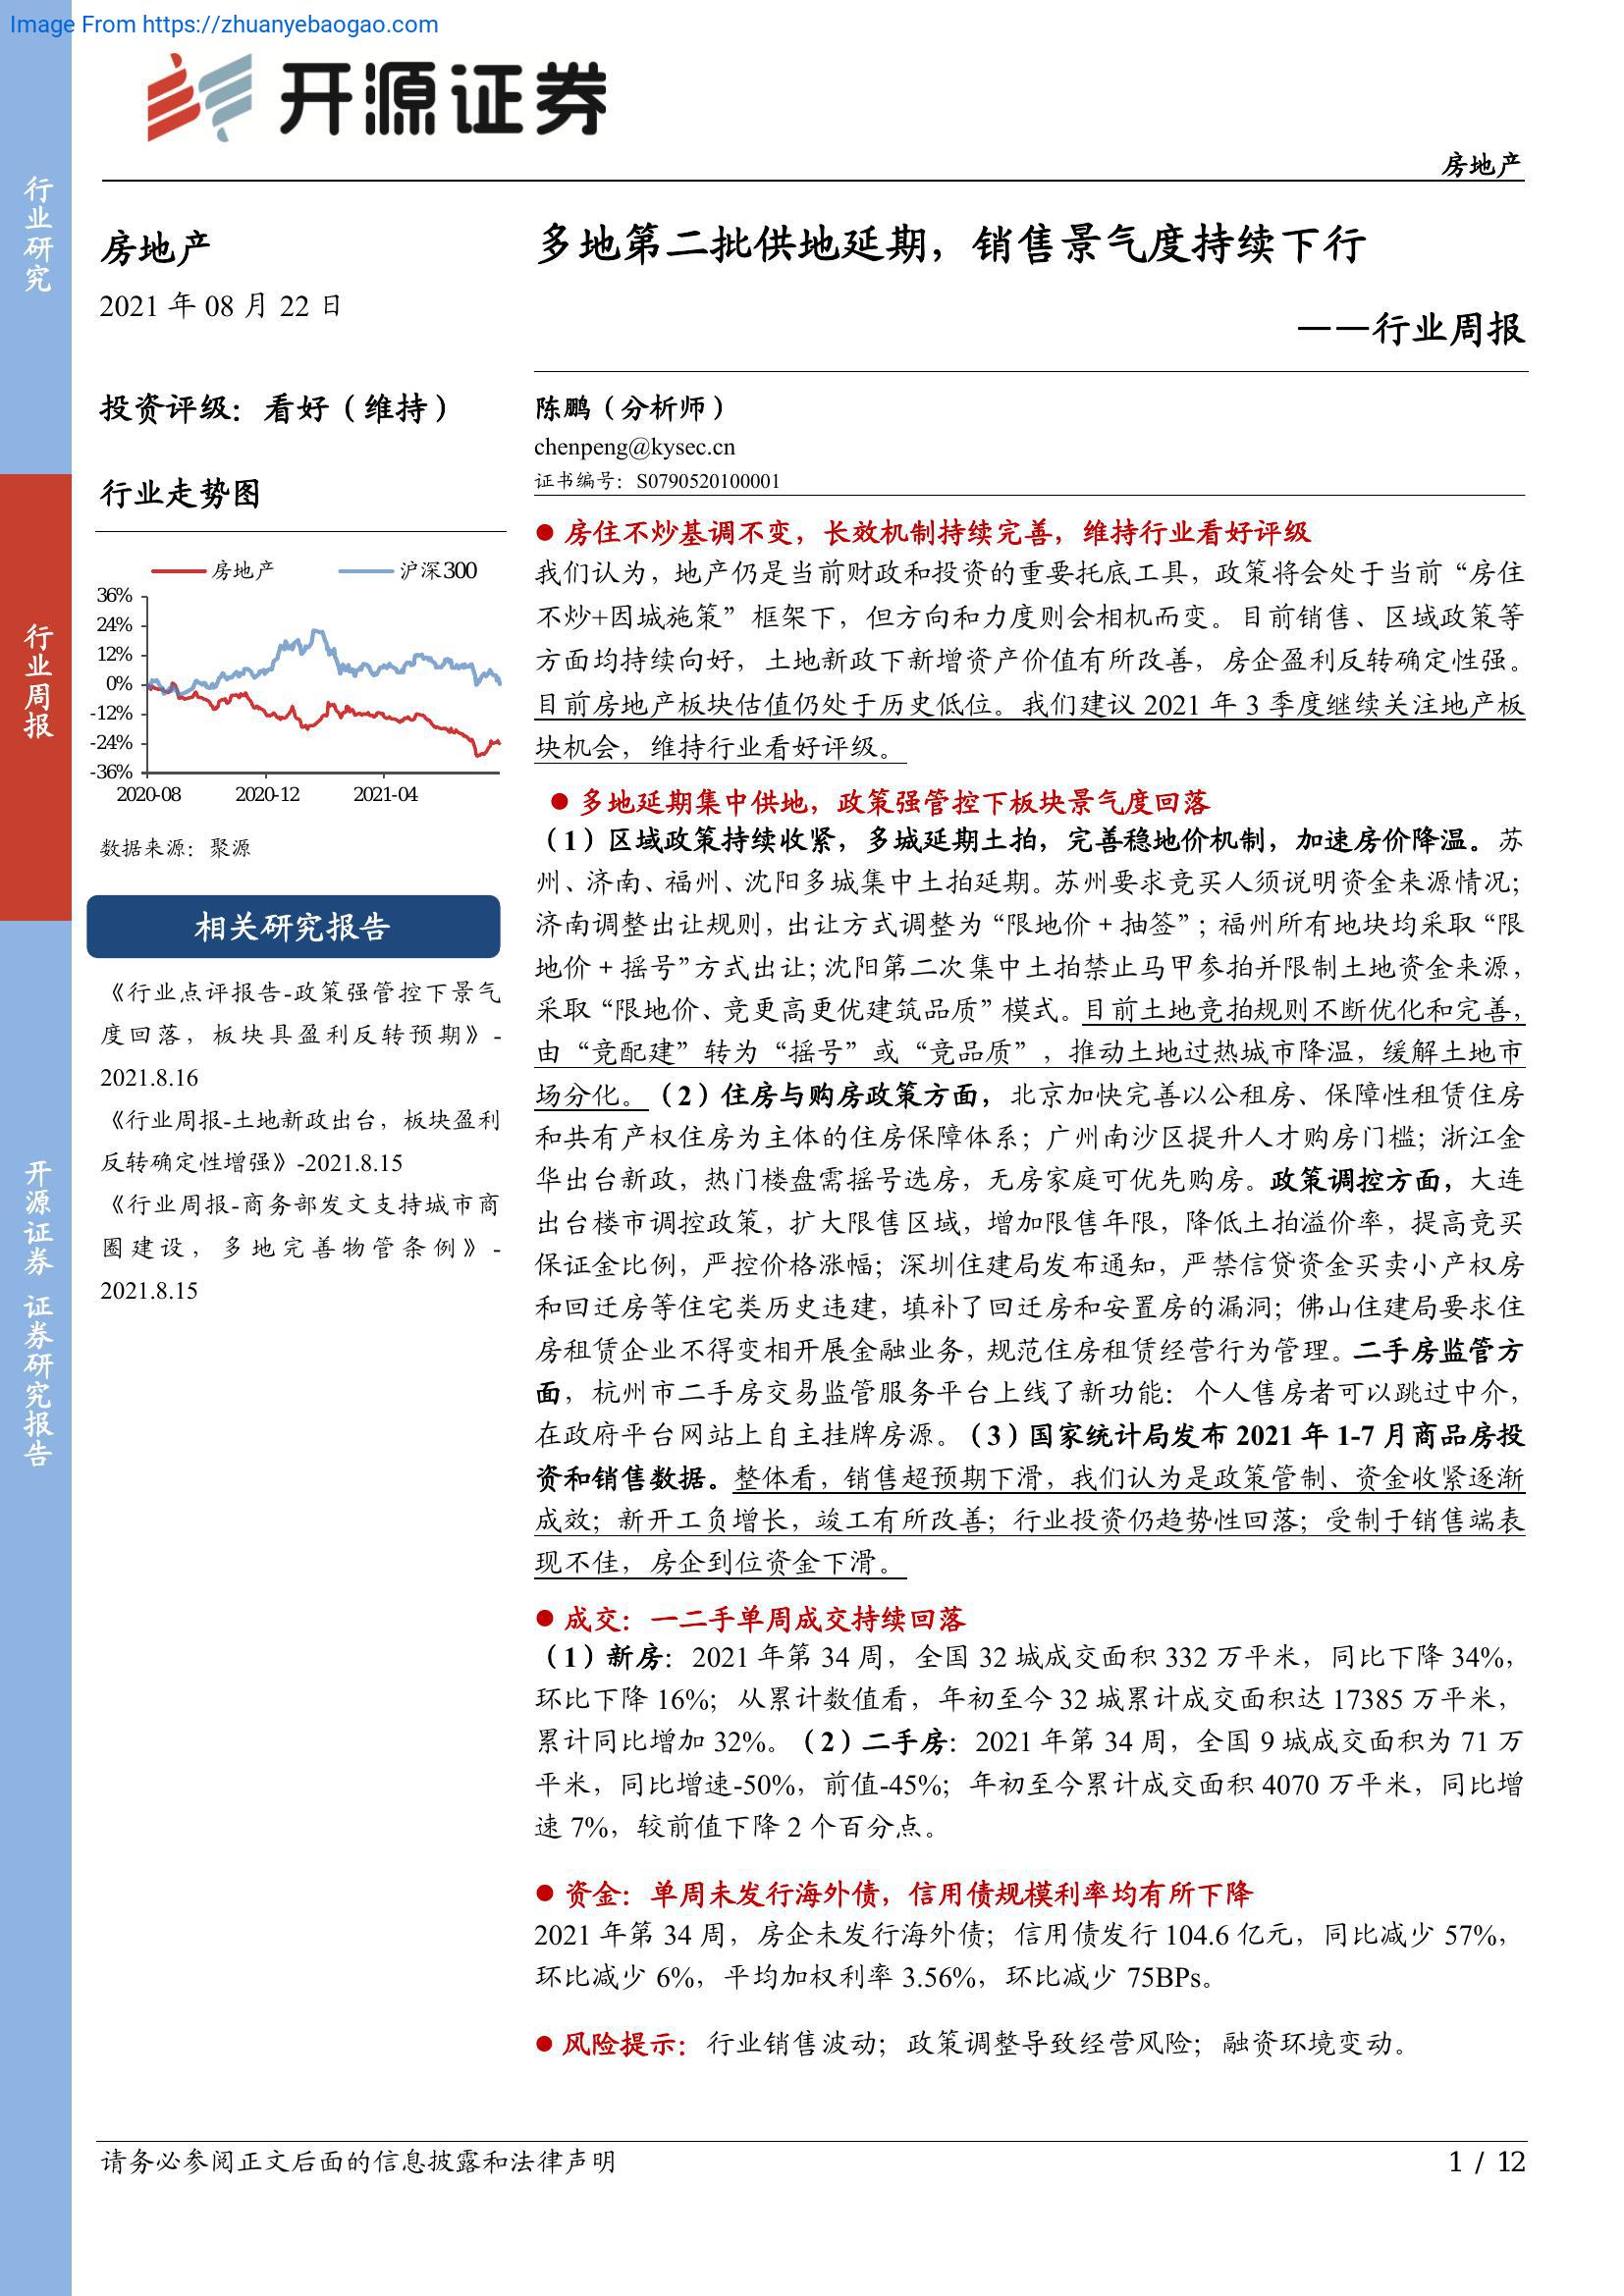 Image From https://zhuanyebaogao.com
开源证券
房地产
行业研究
行业周报
开源证券 证券研究报告
房地产
2021 年 08 月 22 日
投资评级：看好（维持）
行业走势图
房地产 沪深300
36%
24%
12%
0%
-12%
-24%
-36%
2020-08 2020-12 2021-04
数据来源：聚源
相关研究报告
《行业点评报告-政策强管控下景气
度回落，板块具盈利反转预期》-
2021.8.16
《行业周报-土地新政出台，板块盈利
反转确定性增强》-2021.8.15
《行业周报-商务部发文支持城市商
圈建设，多地完善物管条例》-
2021.8.15
多地第二批供地延期，销售景气度持续下行
——行业周报
陈鹏（分析师）
chenpeng@kysec.cn
证书编号：S0790520100001
● 房住不炒基调不变，长效机制持续完善，维持行业看好评级
我们认为，地产仍是当前财政和投资的重要托底工具，政策将会处于当前“房住
不炒+因城施策”框架下，但方向和力度则会相机而变。目前销售、区域政策等
方面均持续向好，土地新政下新增资产价值有所改善，房企盈利反转确定性强。
目前房地产板块估值仍处于历史低位。我们建议 2021 年 3 季度继续关注地产板
块机会，维持行业看好评级。
● 多地延期集中供地，政策强管控下板块景气度回落
（1）区域政策持续收紧，多城延期土拍，完善稳地价机制，加速房价降温。苏
州、济南、福州、沈阳多城集中土拍延期。苏州要求竞买人须说明资金来源情况；
济南调整出让规则，出让方式调整为“限地价＋抽签”；福州所有地块均采取“限
地价＋摇号”方式出让；沈阳第二次集中土拍禁止马甲参拍并限制土地资金来源，
采取“限地价、竞更高更优建筑品质”模式。目前土地竞拍规则不断优化和完善，
由“竞配建”转为“摇号”或“竞品质”，推动土地过热城市降温，缓解土地市
场分化。（2）住房与购房政策方面，北京加快完善以公租房、保障性租赁住房
和共有产权住房为主体的住房保障体系；广州南沙区提升人才购房门槛；浙江金
华出台新政，热门楼盘需摇号选房，无房家庭可优先购房。政策调控方面，大连
出台楼市调控政策，扩大限售区域，增加限售年限，降低土拍溢价率，提高竞买
保证金比例，严控价格涨幅；深圳住建局发布通知，严禁信贷资金买卖小产权房
和回迁房等住宅类历史违建，填补了回迁房和安置房的漏洞；佛山住建局要求住
房租赁企业不得变相开展金融业务，规范住房租赁经营行为管理。二手房监管方
面，杭州市二手房交易监管服务平台上线了新功能：个人售房者可以跳过中介，
在政府平台网站上自主挂牌房源。（3）国家统计局发布 2021 年 1-7 月商品房投
资和销售数据。整体看，销售超预期下滑，我们认为是政策管制、资金收紧逐渐
成效；新开工负增长，竣工有所改善；行业投资仍趋势性回落；受制于销售端表
现不佳，房企到位资金下滑。
● 成交：一二手单周成交持续回落
（1）新房：2021 年第 34 周，全国 32 城成交面积 332 万平米，同比下降 34%，
环比下降 16%；从累计数值看，年初至今 32 城累计成交面积达 17385 万平米，
累计同比增加 32%。（2）二手房：2021 年第 34 周，全国 9 城成交面积为 71 万
平米，同比增速-50%，前值-45%；年初至今累计成交面积 4070 万平米，同比增
速 7%，较前值下降 2 个百分点。
● 资金：单周未发行海外债，信用债规模利率均有所下降
2021 年第 34 周，房企未发行海外债；信用债发行 104.6 亿元，同比减少 57%，
环比减少 6%，平均加权利率 3.56%，环比减少 75BPs。
● 风险提示：行业销售波动；政策调整导致经营风险；融资环境变动。
请务必参阅正文后面的信息披露和法律声明
1 / 12